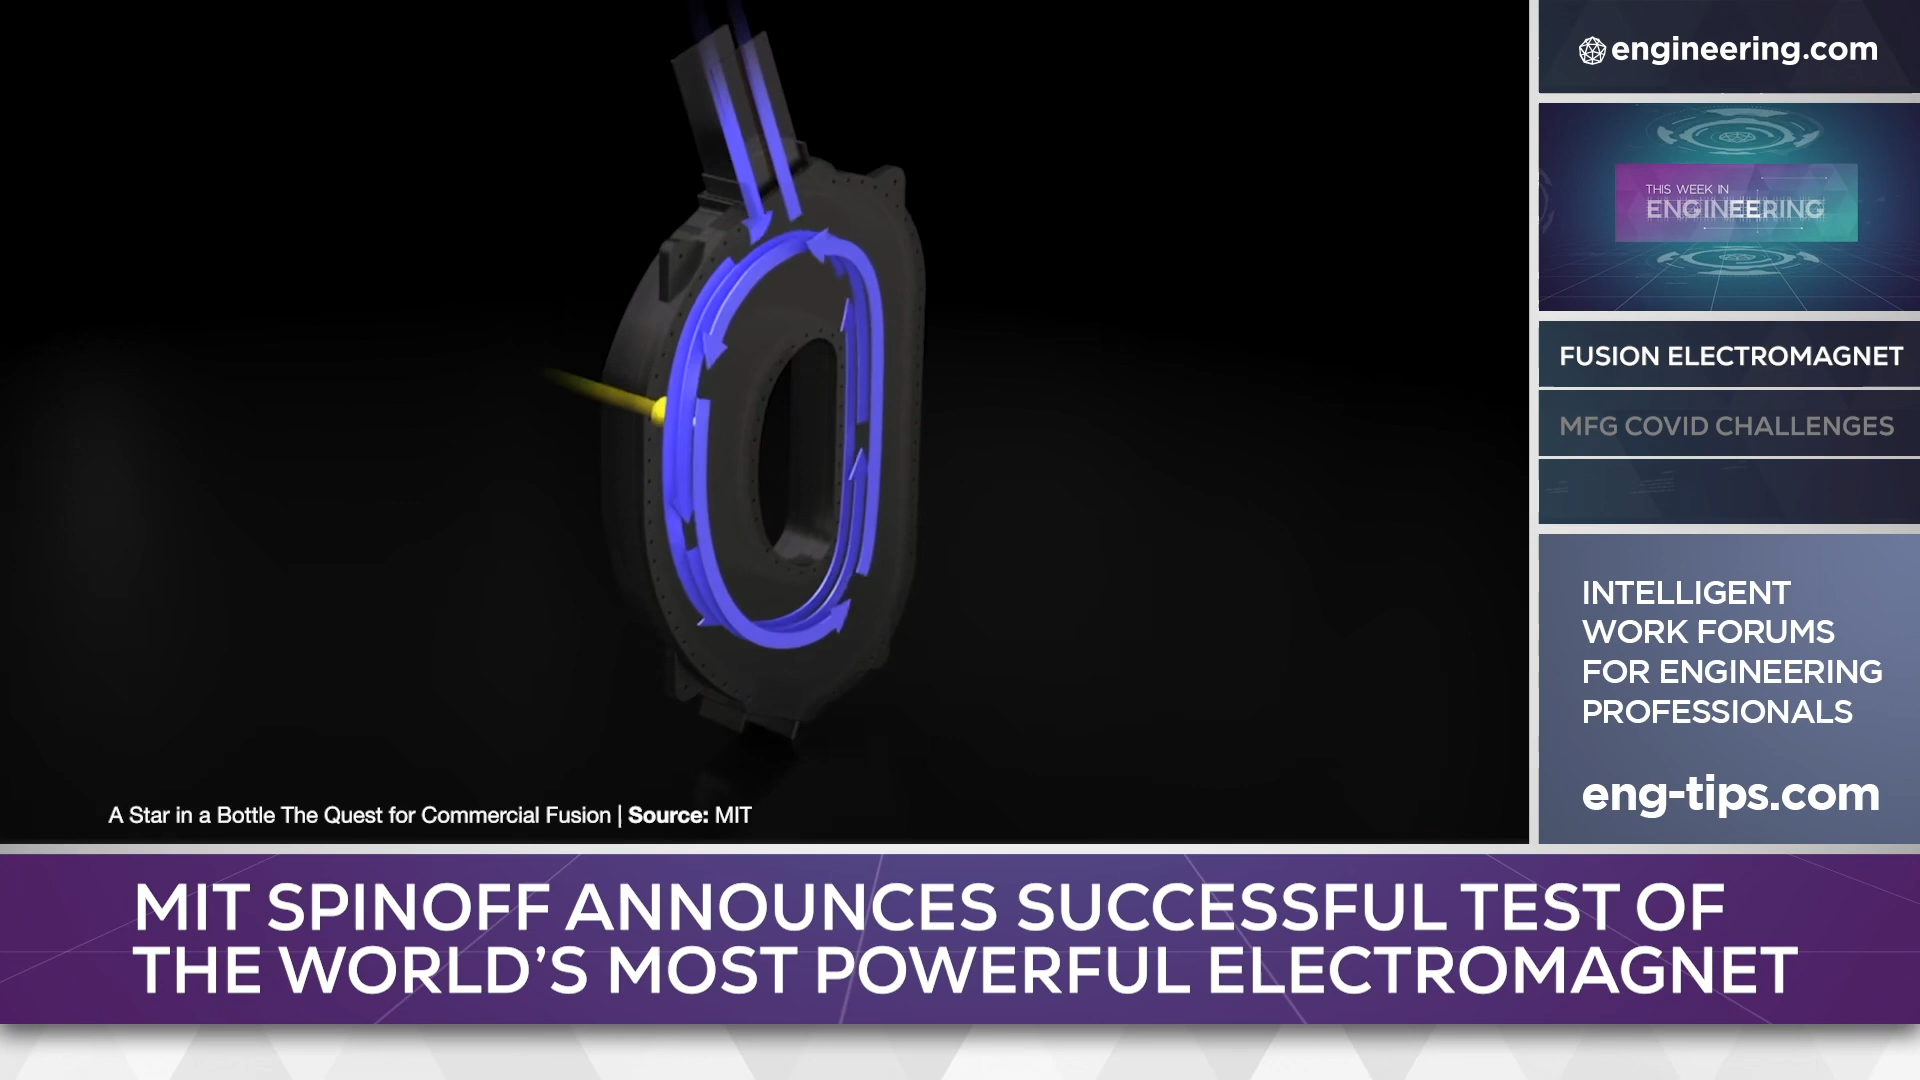 engineering.com
THIS WEEK IN
ENGINEERING
FUSION ELECTROMAGNET
MFG COVID CHALLENGES
INTELLIGENT
WORK FORUMS
FOR ENGINEERING
PROFESSIONALS
eng-tips.com
A Star in a Bottle The Quest for Commercial Fusion | Source: MIT
MIT SPINOFF ANNOUNCES SUCCESSFUL TEST OF
THE WORLD’S MOST POWERFUL ELECTROMAGNET